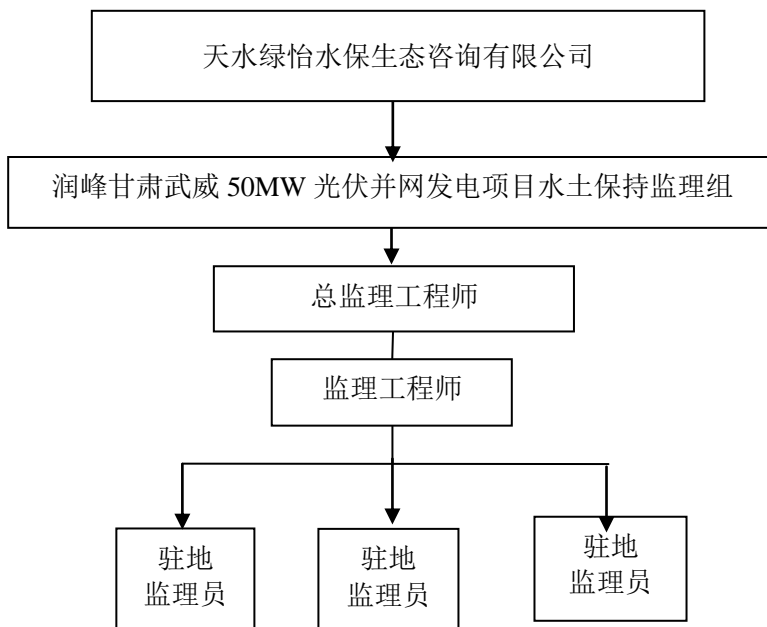 天水绿怡水保生态咨询有限公司
润峰甘肃武威 50MW 光伏并网发电项目水土保持监理组
总监理工程师
监理工程师
驻地
监理员
驻地
监理员
驻地
监理员